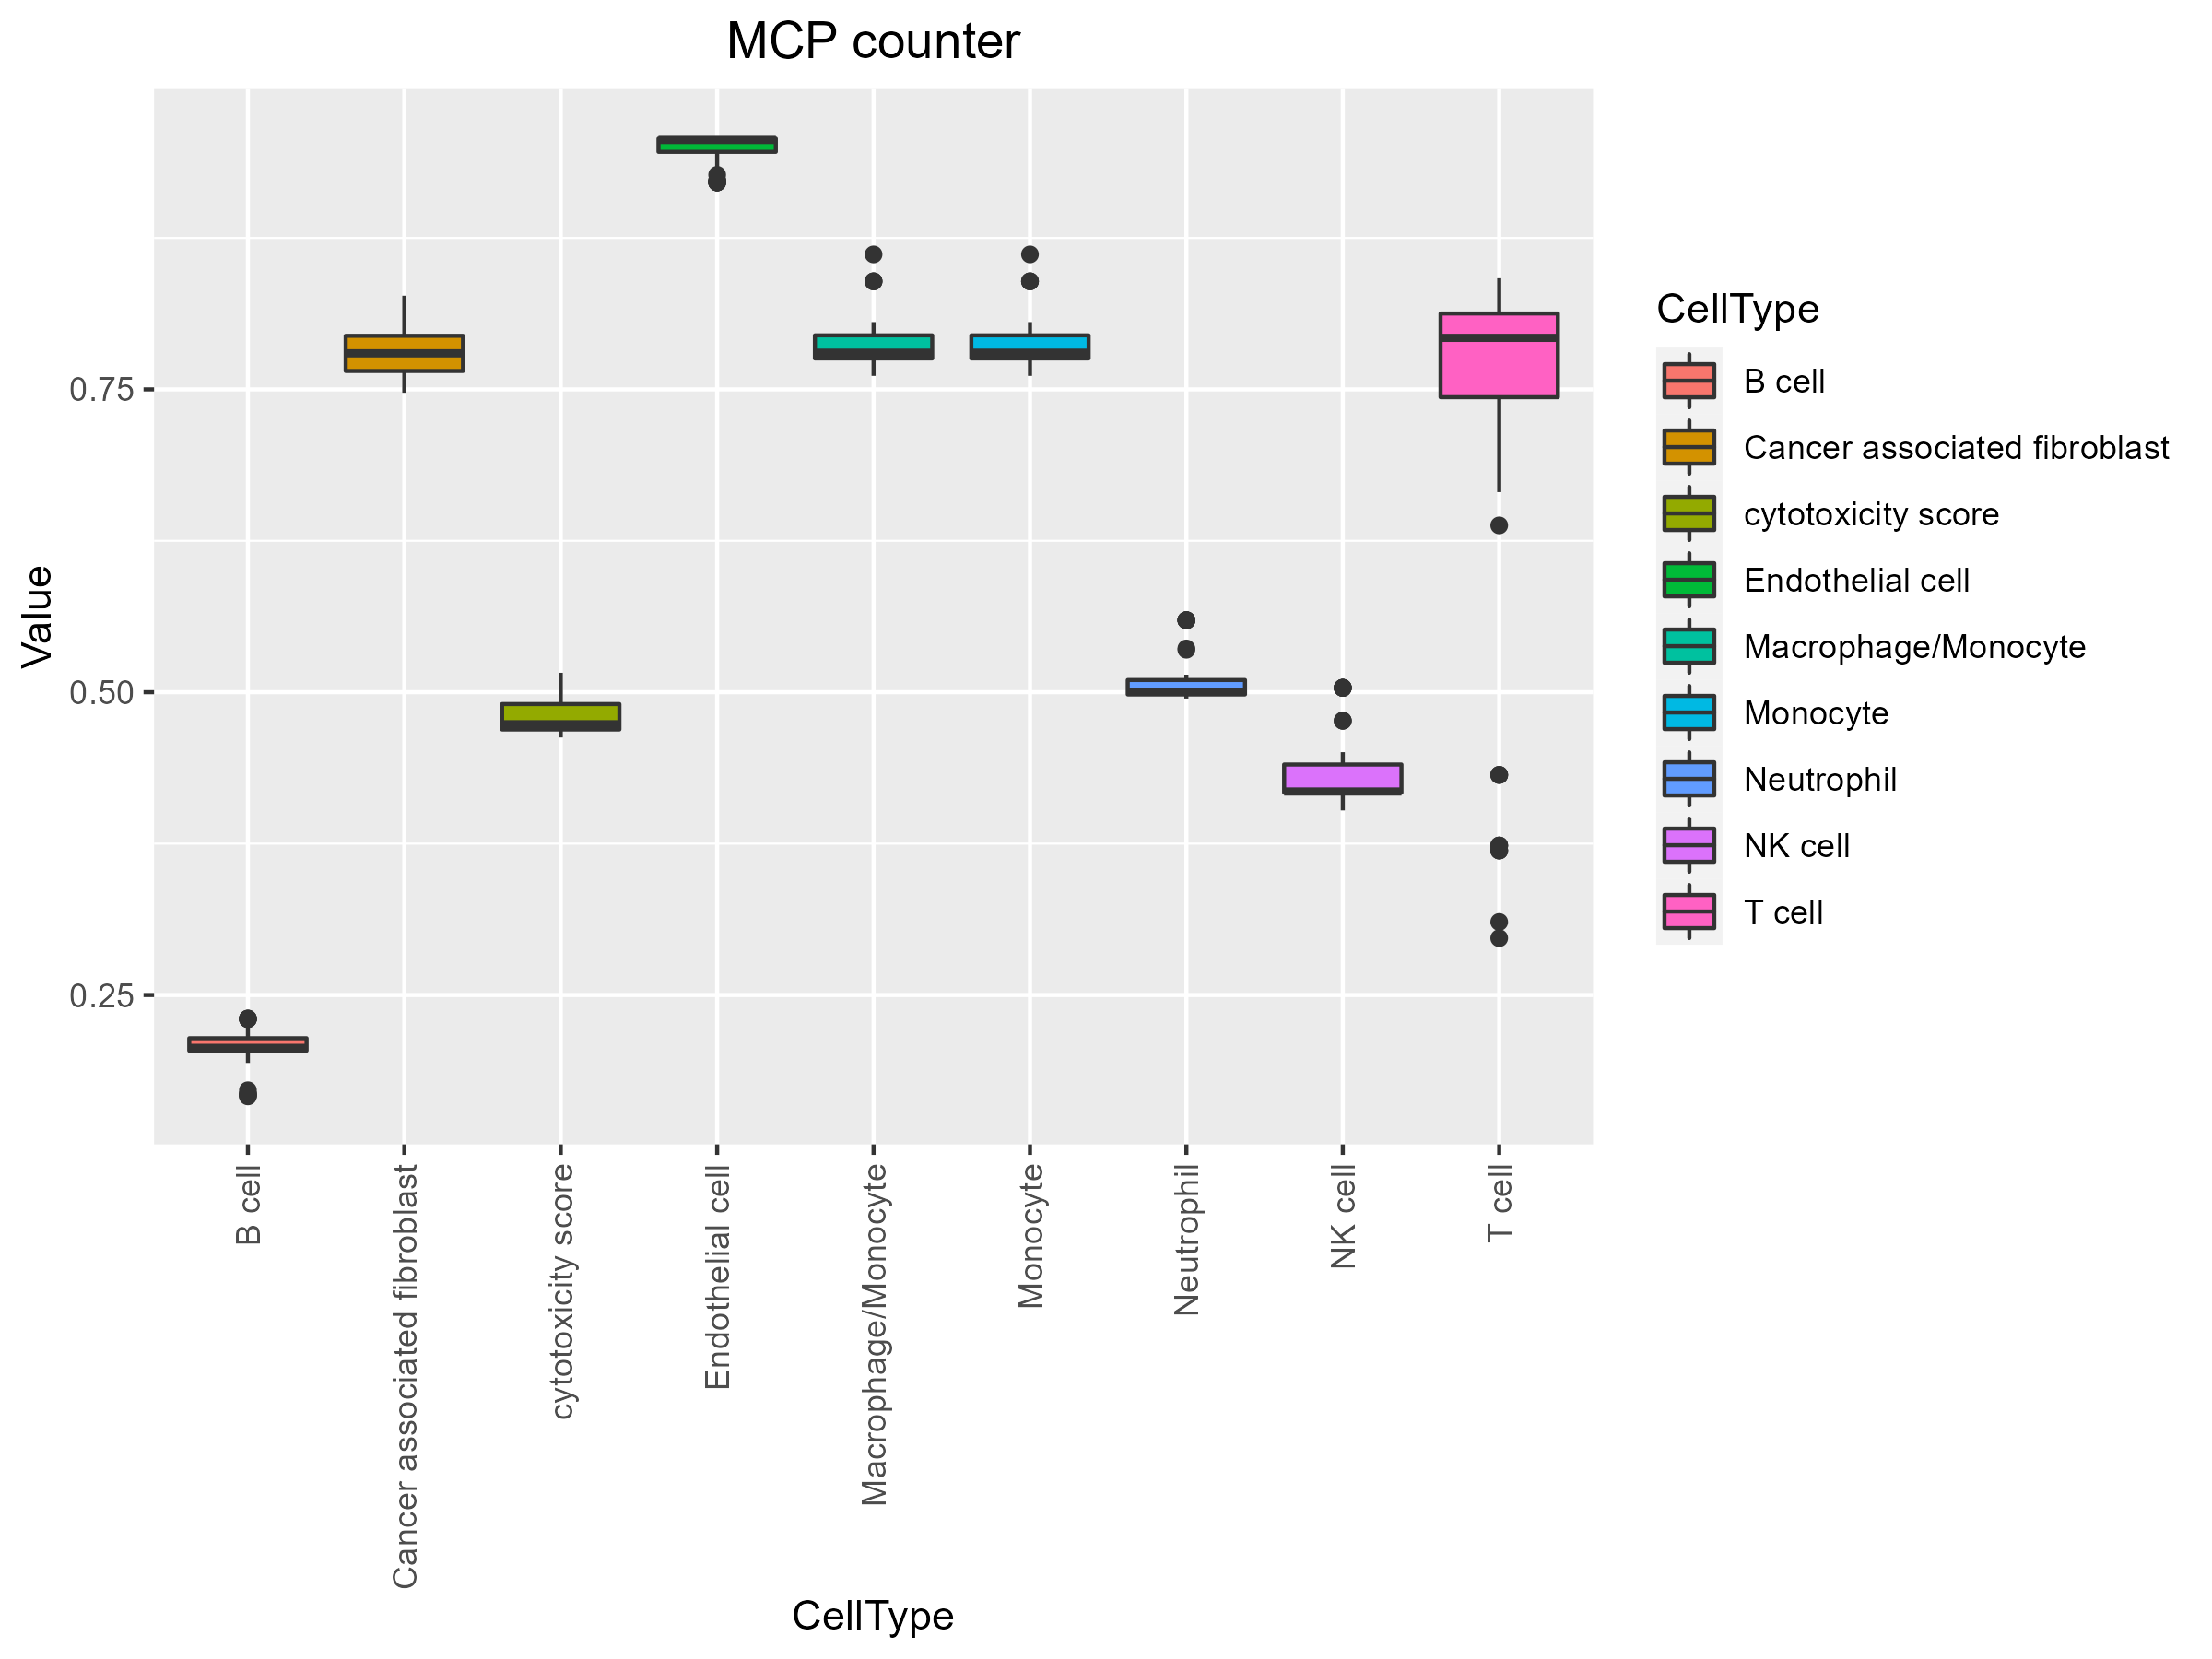 MCP counter
Value
0.75
0.50
0.25
B cell
Cancer associated fibroblast
cytotoxicity score
Endothelial cell
Macrophage/Monocyte
Monocyte
Neutrophil
NK cell
T cell
CellType
CellType
B cell
Cancer associated fibroblast
cytotoxicity score
Endothelial cell
Macrophage/Monocyte
Monocyte
Neutrophil
NK cell
T cell